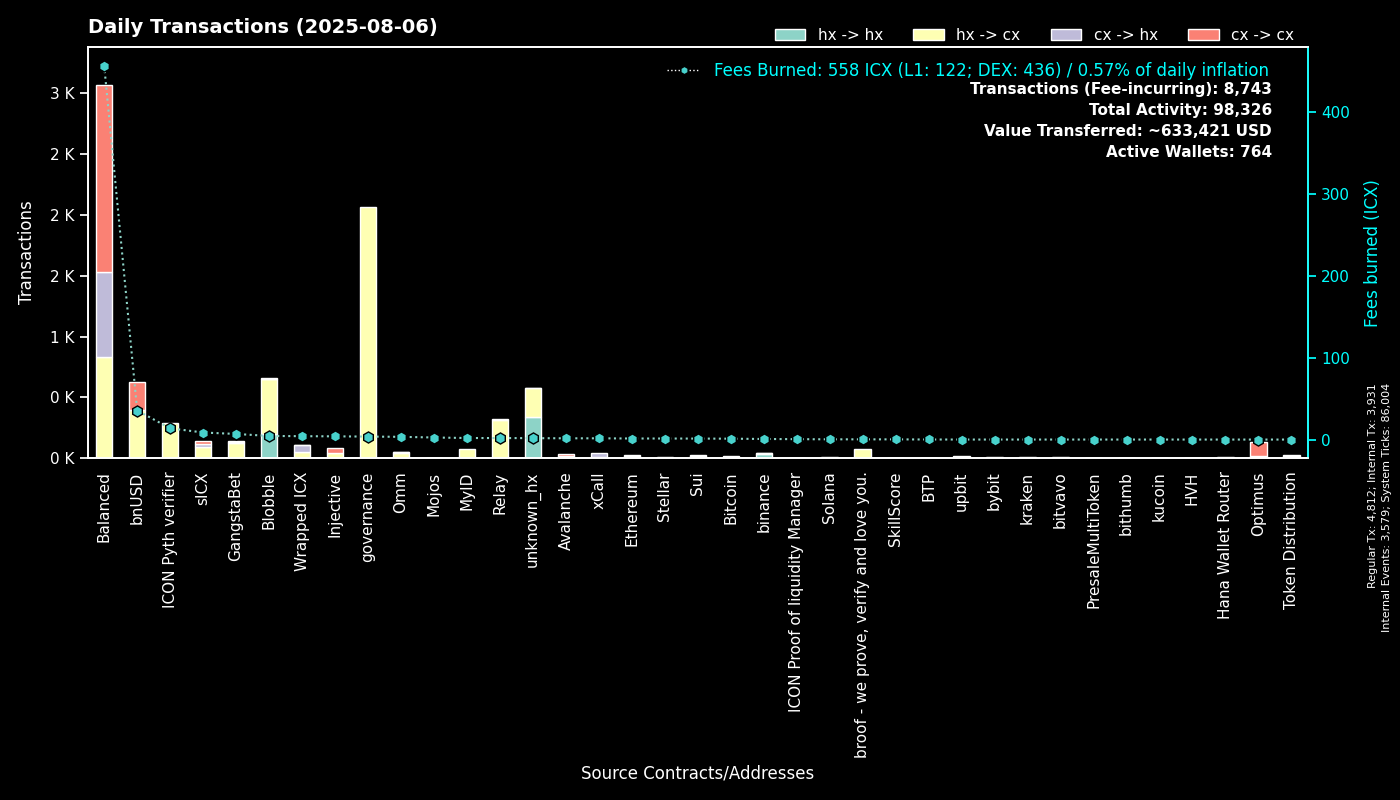 Daily Transactions (2025-08-06)
hx -> hx
hx -> cx
cx -> hx
cx -> cx
Fees Burned: 558 ICX (L1: 122; DEX: 436) / 0.57% of daily inflation
Transactions (Fee-incurring): 8,743
Total Activity: 98,326
Value Transferred: ~633,421 USD
Active Wallets: 764
Transactions
3 K
2 K
2 K
2 K
1 K
0 K
0 K
400
300
200
100
0
Fees burned (ICX)
Regular Tx: 4,812; Internal Tx: 3,931
Internal Events: 3,579; System Ticks: 86,004
Balanced
bnUSD
ICON Pyth verifier
sICX
GangstaBet
Blobble
Wrapped ICX
Injective
governance
Omm
Mojos
MyID
Relay
unknown_hx
Avalanche
xCall
Ethereum
Stellar
Sui
Bitcoin
binance
ICON Proof of liquidity Manager
Solana
broof - we prove, verify and love you.
SkillScore
BTP
upbit
bybit
kraken
bitvavo
PresaleMultiToken
bithumb
kucoin
HVH
Hana Wallet Router
Optimus
Token Distribution
Source Contracts/Addresses